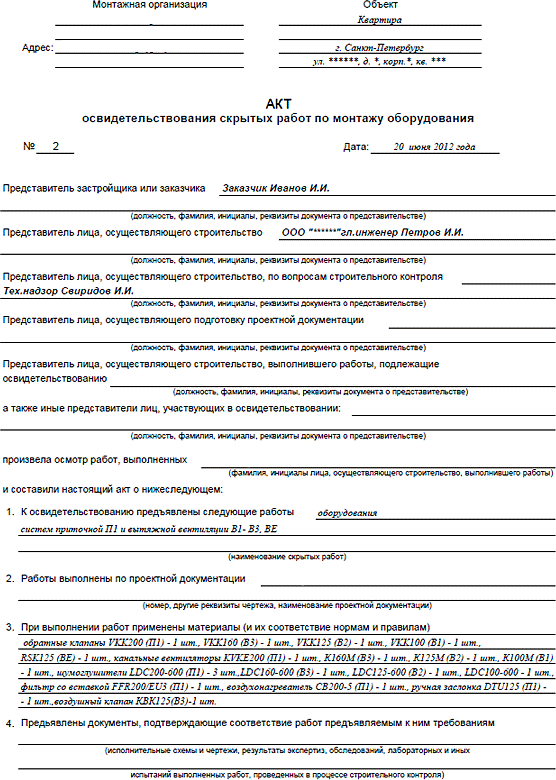 Монтажная организация Объект
Квартира
Адрес: г. Санкт-Петербург
ул. ******, д. *, корп.*, кв. ***
АКТ
освидетельствования скрытых работ по монтажу оборудования
№ 2 Дата: 20 июня 2012 года
Представитель застройщика или заказчика Заказчик Иванов И.И.
(должность, фамилия, инициалы, реквизиты документа о представительстве)
Представитель лица, осуществляющего строительство ООО "******"гл.инженер Петров И.И.
(должность, фамилия, инициалы, реквизиты документа о представительстве)
Представитель лица, осуществляющего строительство, по вопросам строительного контроля
Тех.надзор Свиридов И.И.
(должность, фамилия, инициалы, реквизиты документа о представительстве)
Представитель лица, осуществляющего подготовку проектной документации
(должность, фамилия, инициалы, реквизиты документа о представительстве)
Представитель лица, осуществляющего строительство, выполнившего работы, подлежащие
освидетельствованию
(должность, фамилия, инициалы, реквизиты документа о представительстве)
а также иные представители лиц, участвующих в освидетельствовании:
(должность, фамилия, инициалы, реквизиты документа о представительстве)
произвела осмотр работ, выполненных
(фамилия, инициалы лица, осуществляющего строительство, выполнившего работы)
и составили настоящий акт о нижеследующем:
1. К освидетельствованию предъявлены следующие работы оборудования
систем приточной П1 и вытяжной вентиляции В1- В3, ВЕ
(наименование скрытых работ)
2. Работы выполнены по проектной документации
(номер, другие реквизиты чертежа, наименование проектной документации)
3. При выполнении работ применены материалы (и их соответствие нормам и правилам)
обратные клапаны VKK200 (П1) - 1 шт., VKK160 (В3) - 1 шт., VKK125 (В2) - 1 шт., VKK100 (В1) - 1 шт.,
RSK125 (ВЕ) - 1 шт., канальные вентиляторы KVKE200 (П1) - 1 шт., K160M (В3) - 1 шт., K125M (В2) - 1 шт., K100M (В1)
- 1 шт., шумоглушители LDC200-600 (П1) - 3 шт.,LDC160-600 (В3) - 1 шт., LDC125-600 (В2) - 1 шт., LDC100-600 - 1 шт.,
фильтр со вставкой FFR200/EU3 (П1) - 1 шт., воздухонагреватель CB200-5 (П1) - 1 шт., ручная заслонка DTU125 (П1) -
- 1 шт.,воздушный клапан КВК125(В3)-1 шт.
4. Предьявлены документы, подтверждающие соответствие работ предъявляемым к ним требованиям
(исполнительные схемы и чертежи, результаты экспертиз, обследований, лабораторных и иных
испытаний выполненных работ, проведенных в процессе строительного контроля)